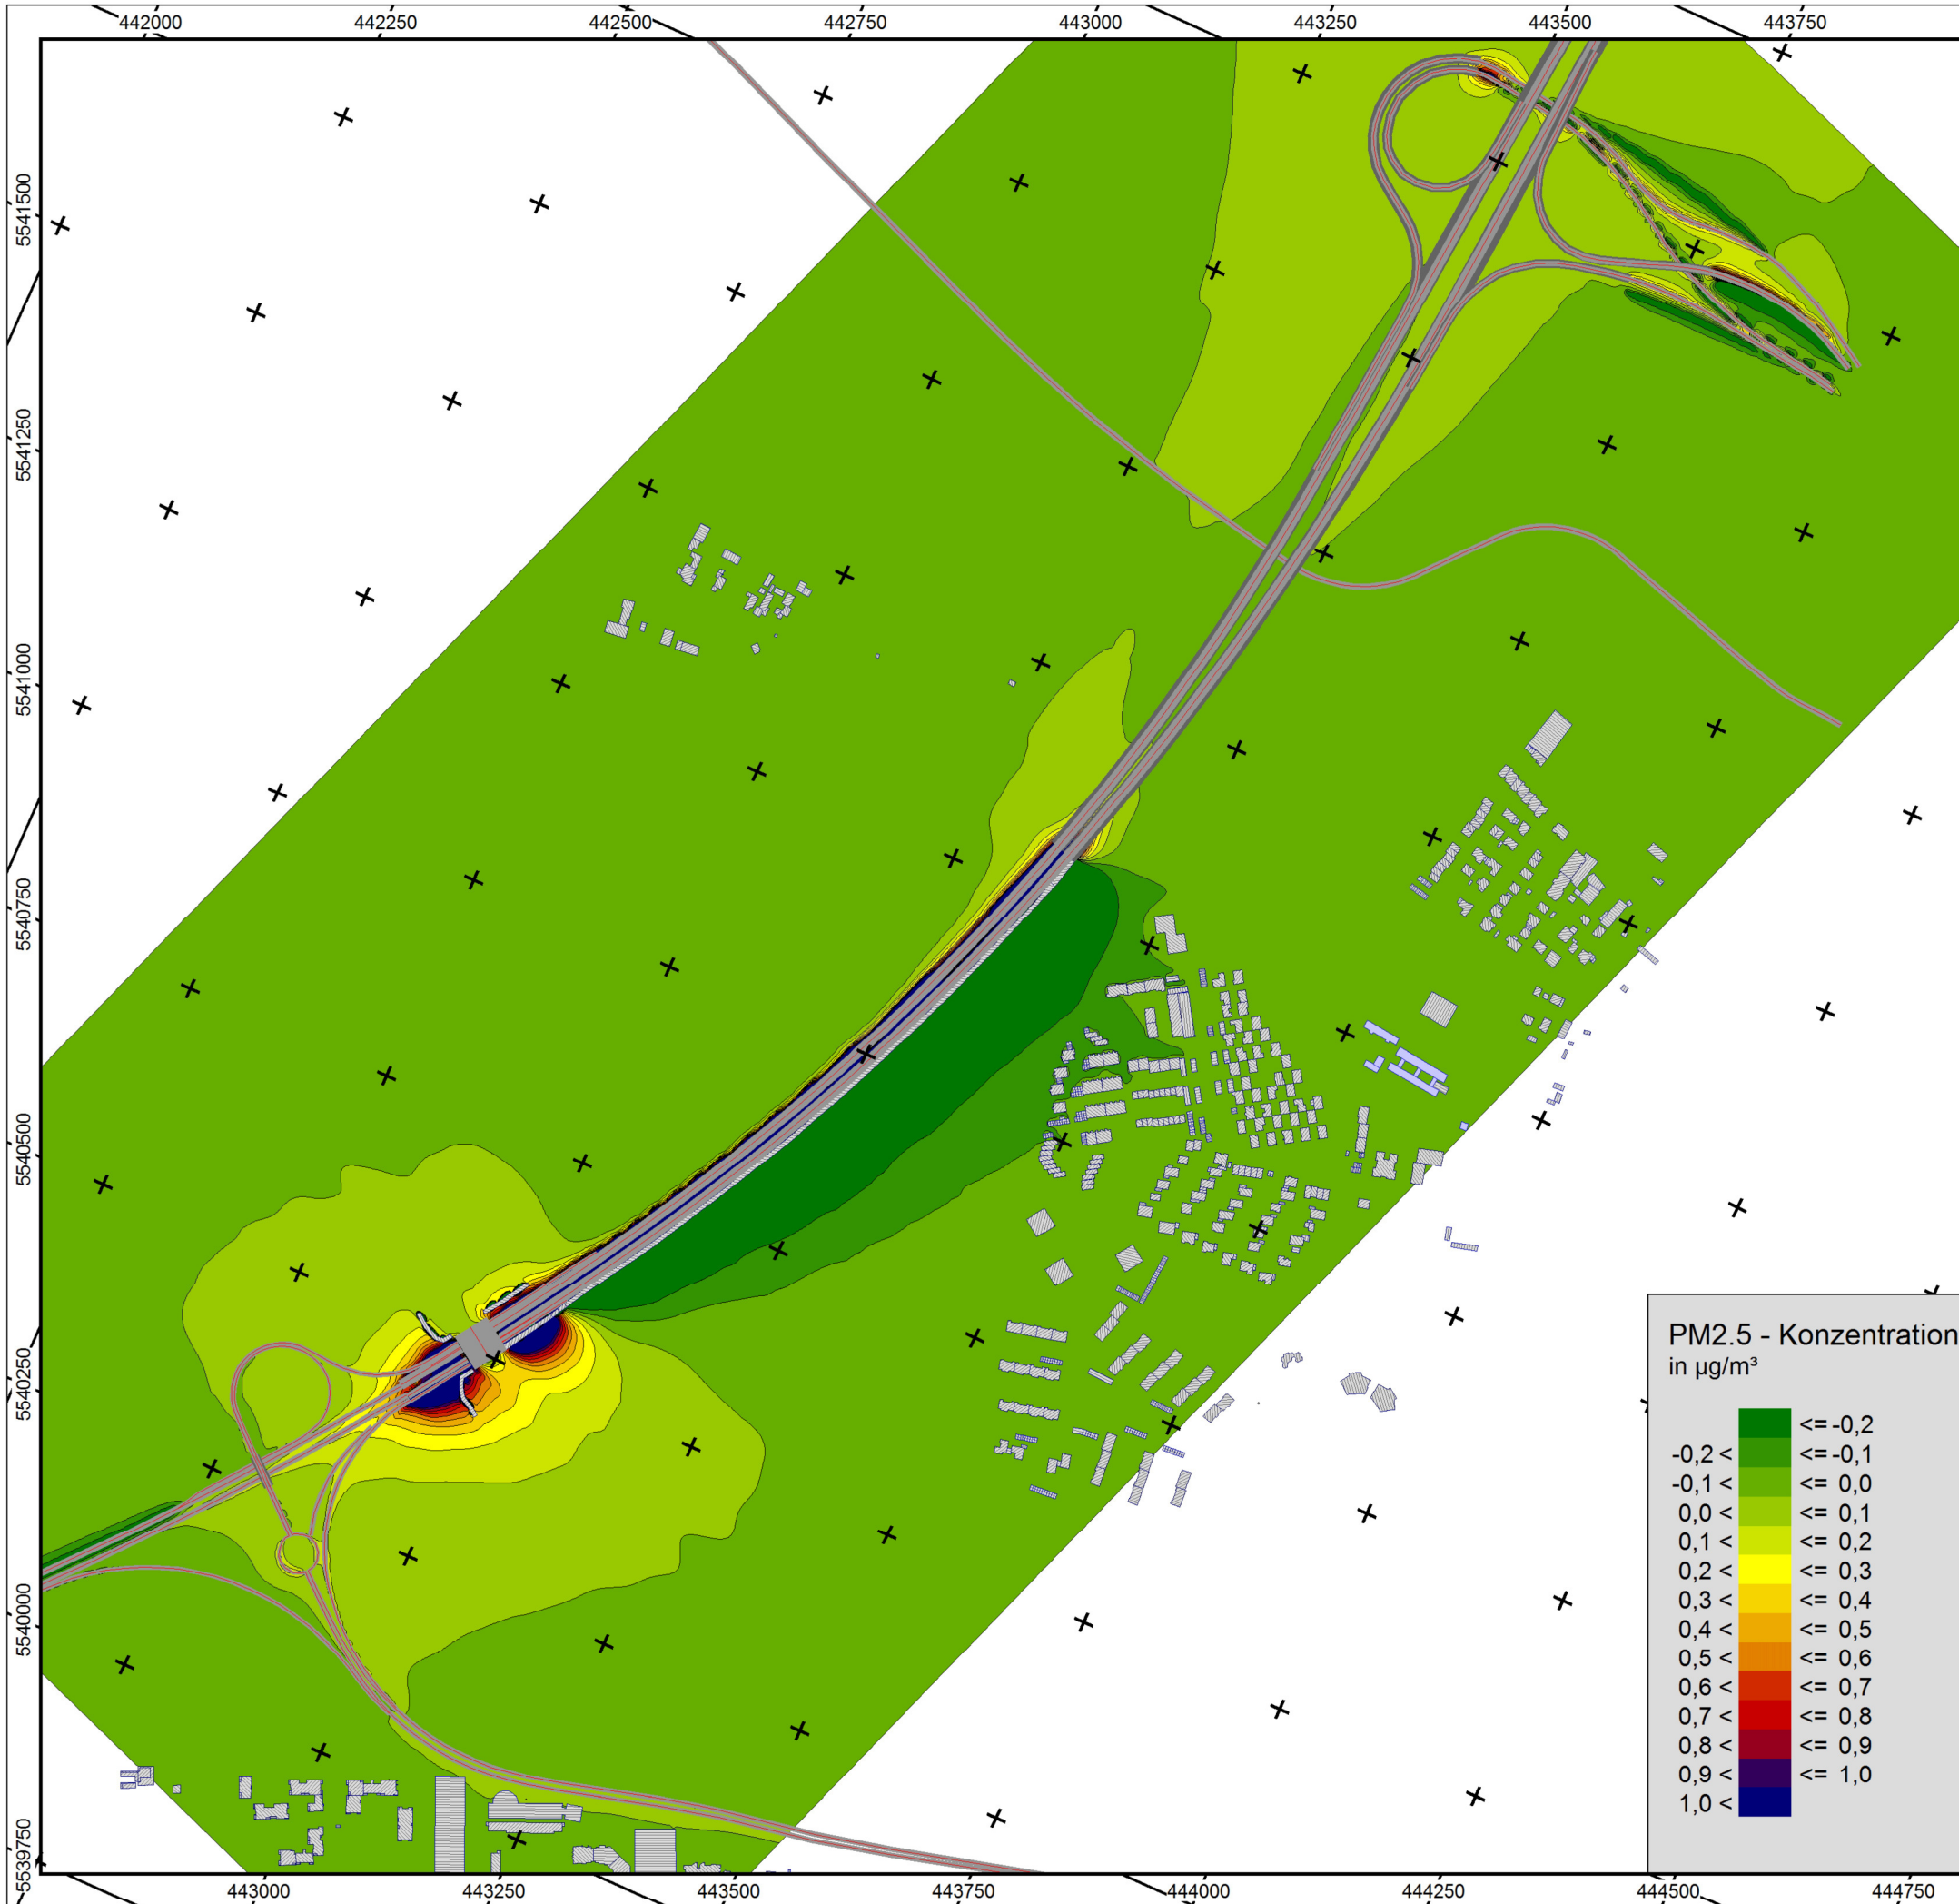 442000 442250 442500 442750 443000 443250 443500 443750
5541500
5541250
5541000
5540750
5540500
5540250
5540000
5539750
PM2.5 - Konzentration
in µg/m³
<= -0,2
-0,2 < <= -0,1
-0,1 < <= 0,0
0,0 < <= 0,1
0,1 < <= 0,2
0,2 < <= 0,3
0,3 < <= 0,4
0,4 < <= 0,5
0,5 < <= 0,6
0,6 < <= 0,7
0,7 < <= 0,8
0,8 < <= 0,9
0,9 < <= 1,0
1,0 <
443000 443250 443500 443750 444000 444250 444500 444750